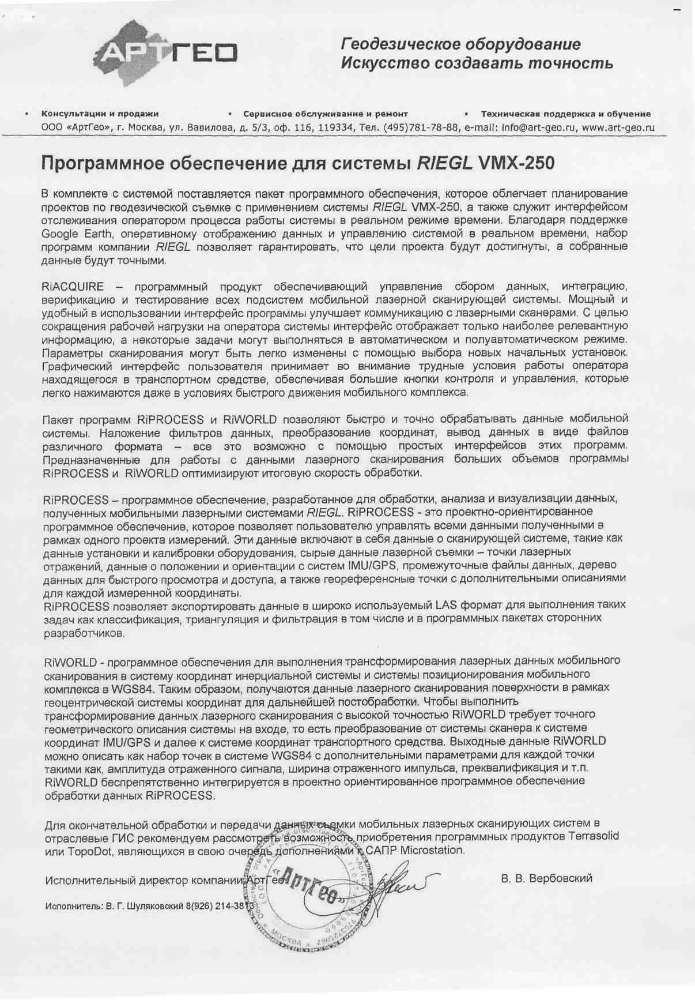 АРТГЕО
Геодезическое оборудование
Искусство создавать точность
• Консультации и продажи • Сервисное обслуживание и ремонт • Техническая поддержка и обучение
ООО «АртГео», г. Москва, ул. Вавилова, д. 5/3, оф. 116, 119334, Тел. (495)781-78-88, e-mail: info@art-geo.ru, www.art-geo.ru
Программное обеспечение для системы RIEGL VMX-250
В комплекте с системой поставляется пакет программного обеспечения, которое облегчает планирование
проектов по геодезической съемке с применением системы RIEGL VMX-250, а также служит интерфейсом
отслеживания оператором процесса работы системы в реальном режиме времени. Благодаря поддержке
Google Earth, оперативному отображению данных и управлению системой в реальном времени, набор
программ компании RIEGL позволяет гарантировать, что цели проекта будут достигнуты, а собранные
данные будут точными.
RiACQUIRE – программный продукт обеспечивающий управление сбором данных, интеграцию,
верификацию и тестирование всех подсистем мобильной лазерной сканирующей системы. Мощный и
удобный в использовании интерфейс программы улучшает коммуникацию с лазерными сканерами. С целью
сокращения рабочей нагрузки на оператора системы интерфейс отображает только наиболее релевантную
информацию, а некоторые задачи могут выполняться в автоматическом и полуавтоматическом режиме.
Параметры сканирования могут быть легко изменены с помощью выбора новых начальных установок.
Графический интерфейс пользователя принимает во внимание трудные условия работы оператора
находящегося в транспортном средстве, обеспечивая большие кнопки контроля и управления, которые
легко нажимаются даже в условиях быстрого движения мобильного комплекса.
Пакет программ RiPROCESS и RiWORLD позволяют быстро и точно обрабатывать данные мобильной
системы. Наложение фильтров данных, преобразование координат, вывод данных в виде файлов
различного формата – все это возможно с помощью простых интерфейсов этих программ.
Предназначенные для работы с данными лазерного сканирования больших объемов программы
RiPROCESS и RiWORLD оптимизируют итоговую скорость обработки.
RiPROCESS – программное обеспечение, разработанное для обработки, анализа и визуализации данных,
полученных мобильными лазерными системами RIEGL. RiPROCESS - это проектно-ориентированное
программное обеспечение, которое позволяет пользователю управлять всеми данными полученными в
рамках одного проекта измерений. Эти данные включают в себя данные о сканирующей системе, такие как
данные установки и калибровки оборудования, сырые данные лазерной съемки – точки лазерных
отражений, данные о положении и ориентации с систем IMU/GPS, промежуточные файлы данных, дерево
данных для быстрого просмотра и доступа, а также геореференсные точки с дополнительными описаниями
для каждой измеренной координаты.
RiPROCESS позволяет экспортировать данные в широко используемый LAS формат для выполнения таких
задач как классификация, триангуляция и фильтрация в том числе и в программных пакетах сторонних
разработчиков.
RiWORLD - программное обеспечения для выполнения трансформирования лазерных данных мобильного
сканирования в систему координат инерциальной системы и системы позиционирования мобильного
комплекса в WGS84. Таким образом, получаются данные лазерного сканирования поверхности в рамках
геоцентрической системы координат для дальнейшей постобработки. Чтобы выполнить
трансформирование данных лазерного сканирования с высокой точностью RiWORLD требует точного
геометрического описания системы на входе, то есть преобразование от системы сканера к системе
координат IMU/GPS и далее к системе координат транспортного средства. Выходные данные RiWORLD
можно описать как набор точек в системе WGS84 с дополнительными параметрами для каждой точки
такими как, амплитуда отраженного сигнала, ширина отраженного импульса, преквалификация и т.п.
RiWORLD беспрепятственно интегрируется в проектно ориентированное программное обеспечение
обработки данных RiPROCESS.
Для окончательной обработки и передачи данных съемки мобильных лазерных сканирующих систем в
отраслевые ГИС рекомендуем рассмотреть возможность приобретения программных продуктов Terrasolid
или TopoDot, являющихся в свою очередь дополнениями к САПР Microstation.
Исполнительный директор компании АртГео В. В. Вербовский
Исполнитель: В. Г. Шуляковский 8(926) 214-3813
«АртГео»
МОСКВА